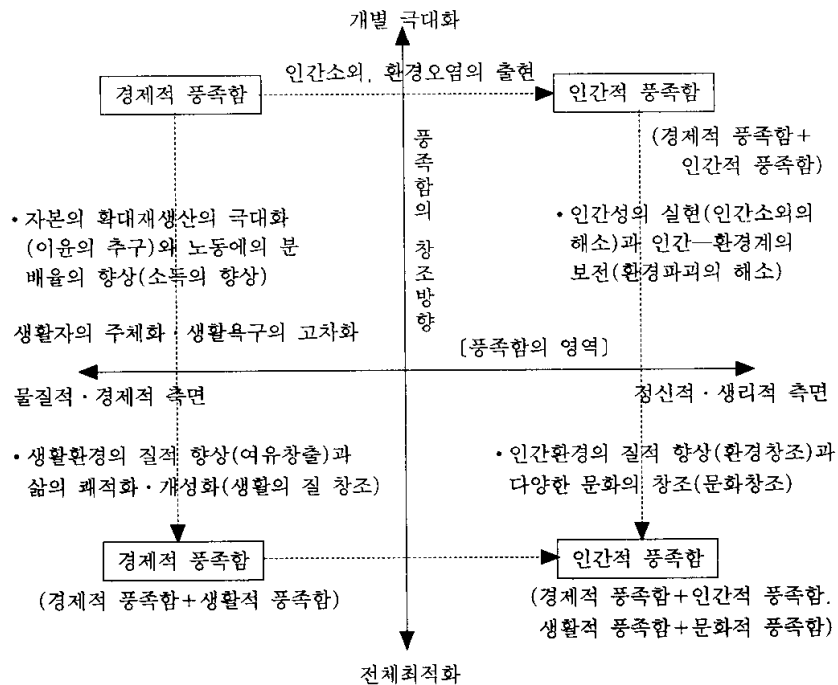 개별 극대화
인간소외, 환경오염의 출현
경제적 풍족함
인간적 풍족함
(경제적 풍족함+
인간적 풍족함)
풍족함의 창조방향
• 자본의 확대재생산의 극대화
(이윤의 추구)와 노동에의 분
배율의 향상(소득의 향상)
• 인간성의 실현(인간소외의
해소)과 인간—환경계의
보전(환경파괴의 해소)
생활자의 주체화 · 생활욕구의 고차화
〔풍족함의 영역〕
물질적 · 경제적 측면
정신적 · 생리적 측면
• 생활환경의 질적 향상(여유창출)과
삶의 쾌적화 · 개성화(생활의 질 창조)
• 인간환경의 질적 향상(환경창조)과
다양한 문화의 창조(문화창조)
경제적 풍족함
인간적 풍족함
(경제적 풍족함+생활적 풍족함)
(경제적 풍족함+인간적 풍족함.
생활적 풍족함+문화적 풍족함)
전체최적화